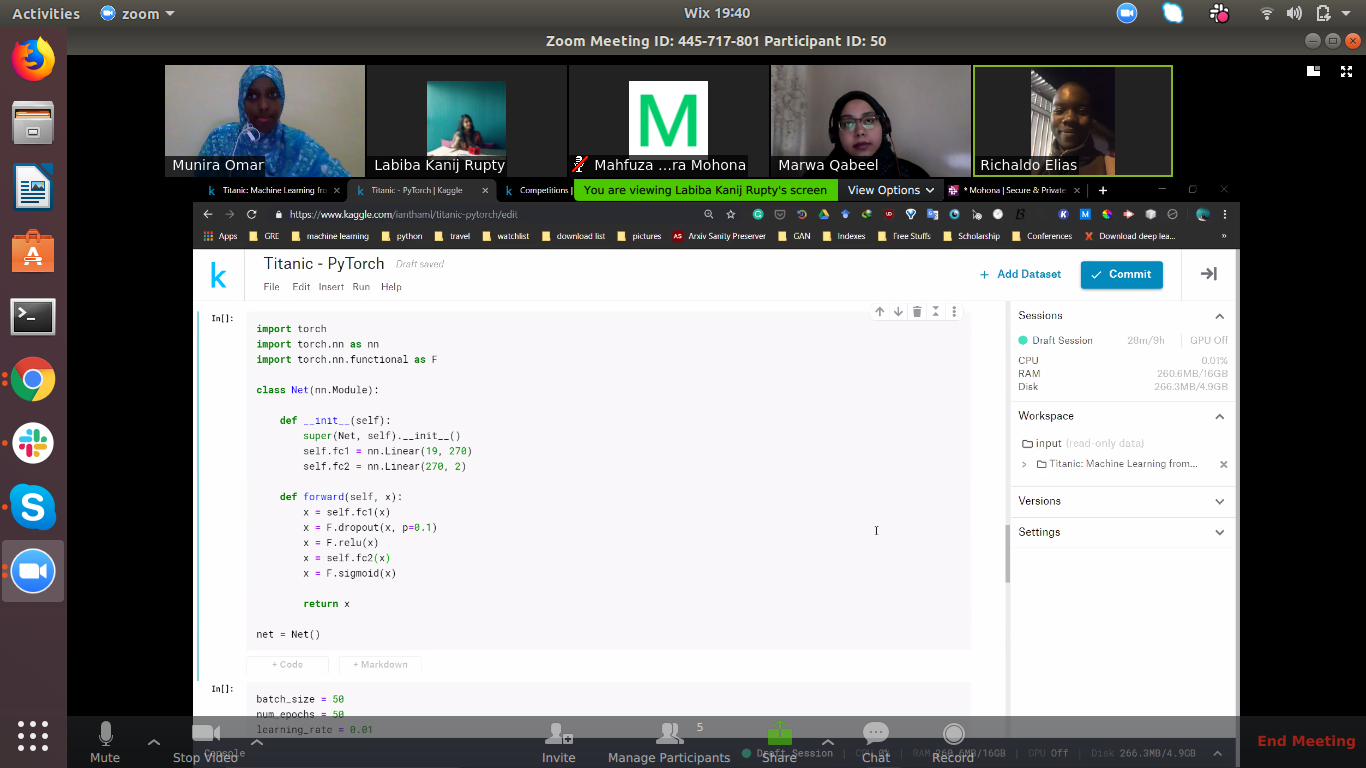 Activities zoom Wix 19:40
Zoom Meeting ID: 445-717-801 Participant ID: 50
M
Munira Omar Labiba Kanij Rupty Mahfuza ...ra Mohona Marwa Qabeel Richaldo Elias
Titanic: Machine Learning fro Titanic - PyTorch | Kaggle Competitions | You are viewing Labiba Kanij Rupty's screen View Options * Mohona | Secure & Private
https://www.kaggle.com/ianthaml/titanic-pytorch/edit
Apps GRE machine learning python travel watchlist download list pictures Arxiv Sanity Preserver GAN Indexes Free Stuffs Scholarship Conferences Download deep lea... »
k Titanic - PyTorch Draft saved
+ Add Dataset Commit
File Edit Insert Run Help
In[]:
import torch
import torch.nn as nn
import torch.nn.functional as F
class Net(nn.Module):
def __init__(self):
super(Net, self).__init__()
self.fc1 = nn.Linear(19, 270)
self.fc2 = nn.Linear(270, 2)
def forward(self, x):
x = self.fc1(x)
x = F.dropout(x, p=0.1)
x = F.relu(x)
x = self.fc2(x)
x = F.sigmoid(x)
return x
net = Net()
+ Code + Markdown
In[]:
batch_size = 50
num_epochs = 50
learning_rate = 0.01
Sessions
Draft Session 28m/9h GPU Off
CPU 0.01%
RAM 260.6MB/16GB
Disk 266.3MB/4.9GB
Workspace
input (read-only data)
Titanic: Machine Learning from...
Versions
Settings
Console Draft Session CPU 0% RAM 260.6MB/16GB GPU Off Disk 266.3MB/4.9GB
5
Mute Stop Video Invite Manage Participants Share Chat Record End Meeting